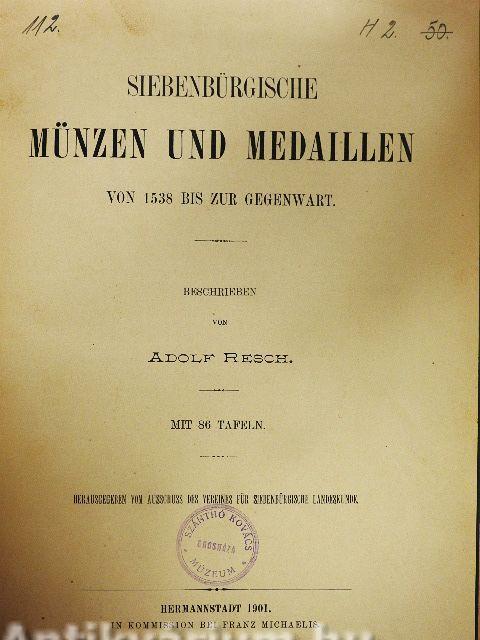 112.
H 2. 50.
SIEBENBÜRGISCHE
MÜNZEN UND MEDAILLEN
VON 1538 BIS ZUR GEGENWART.
BESCHRIEBEN
VON
ADOLF RESCH.
MIT 86 TAFELN.
HERAUSGEGEBEN VOM AUSSCHUSS DES VEREINES FÜR SIEBENBÜRGISCHE LANDESKUNDE.
SZÁNTHÓ KOVÁCS
OROSHÁZA
MÚZEUM
HERMANNSTADT 1901.
IN KOMMISSION BEI FRANZ MICHAELIS.